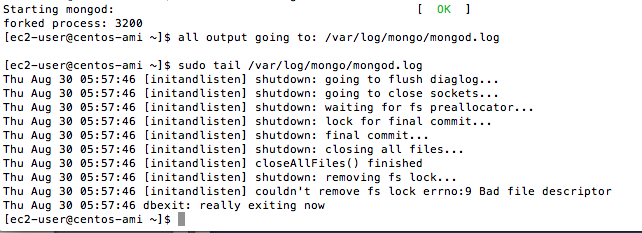 Starting mongod:                                           [  OK  ]
forked process: 3200
[ec2-user@centos-ami ~]$ all output going to: /var/log/mongo/mongod.log
[ec2-user@centos-ami ~]$ sudo tail /var/log/mongo/mongod.log
Thu Aug 30 05:57:46 [initandlisten] shutdown: going to flush diaglog...
Thu Aug 30 05:57:46 [initandlisten] shutdown: going to close sockets...
Thu Aug 30 05:57:46 [initandlisten] shutdown: waiting for fs preallocator...
Thu Aug 30 05:57:46 [initandlisten] shutdown: lock for final commit...
Thu Aug 30 05:57:46 [initandlisten] shutdown: final commit...
Thu Aug 30 05:57:46 [initandlisten] shutdown: closing all files...
Thu Aug 30 05:57:46 [initandlisten] closeAllFiles() finished
Thu Aug 30 05:57:46 [initandlisten] shutdown: removing fs lock...
Thu Aug 30 05:57:46 [initandlisten] couldn't remove fs lock errno:9 Bad file descriptor
Thu Aug 30 05:57:46 dbexit: really exiting now
[ec2-user@centos-ami ~]$